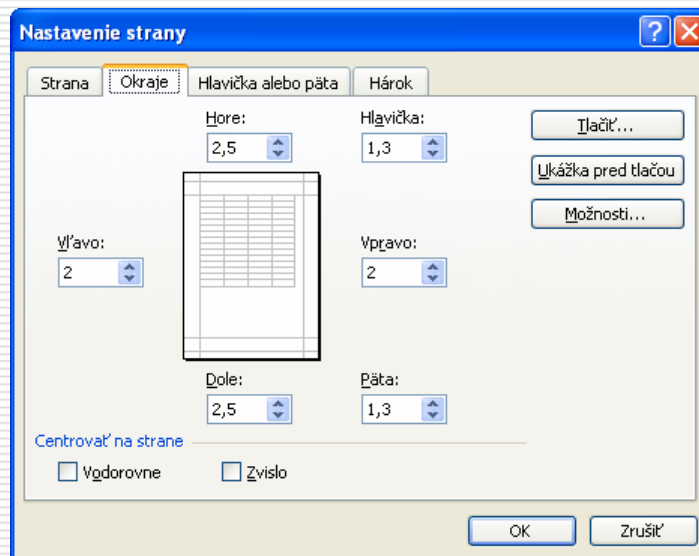 Nastavenie strany
Strana Okraje Hlavička alebo päta Hárok
Hore: Hlavička:
2,5 1,3
Tlačiť...
Ukážka pred tlačou
Možnosti...
Vľavo: Vpravo:
2 2
Dole: Päta:
2,5 1,3
Centrovať na strane
Vodorovne Zvislo
OK Zrušiť